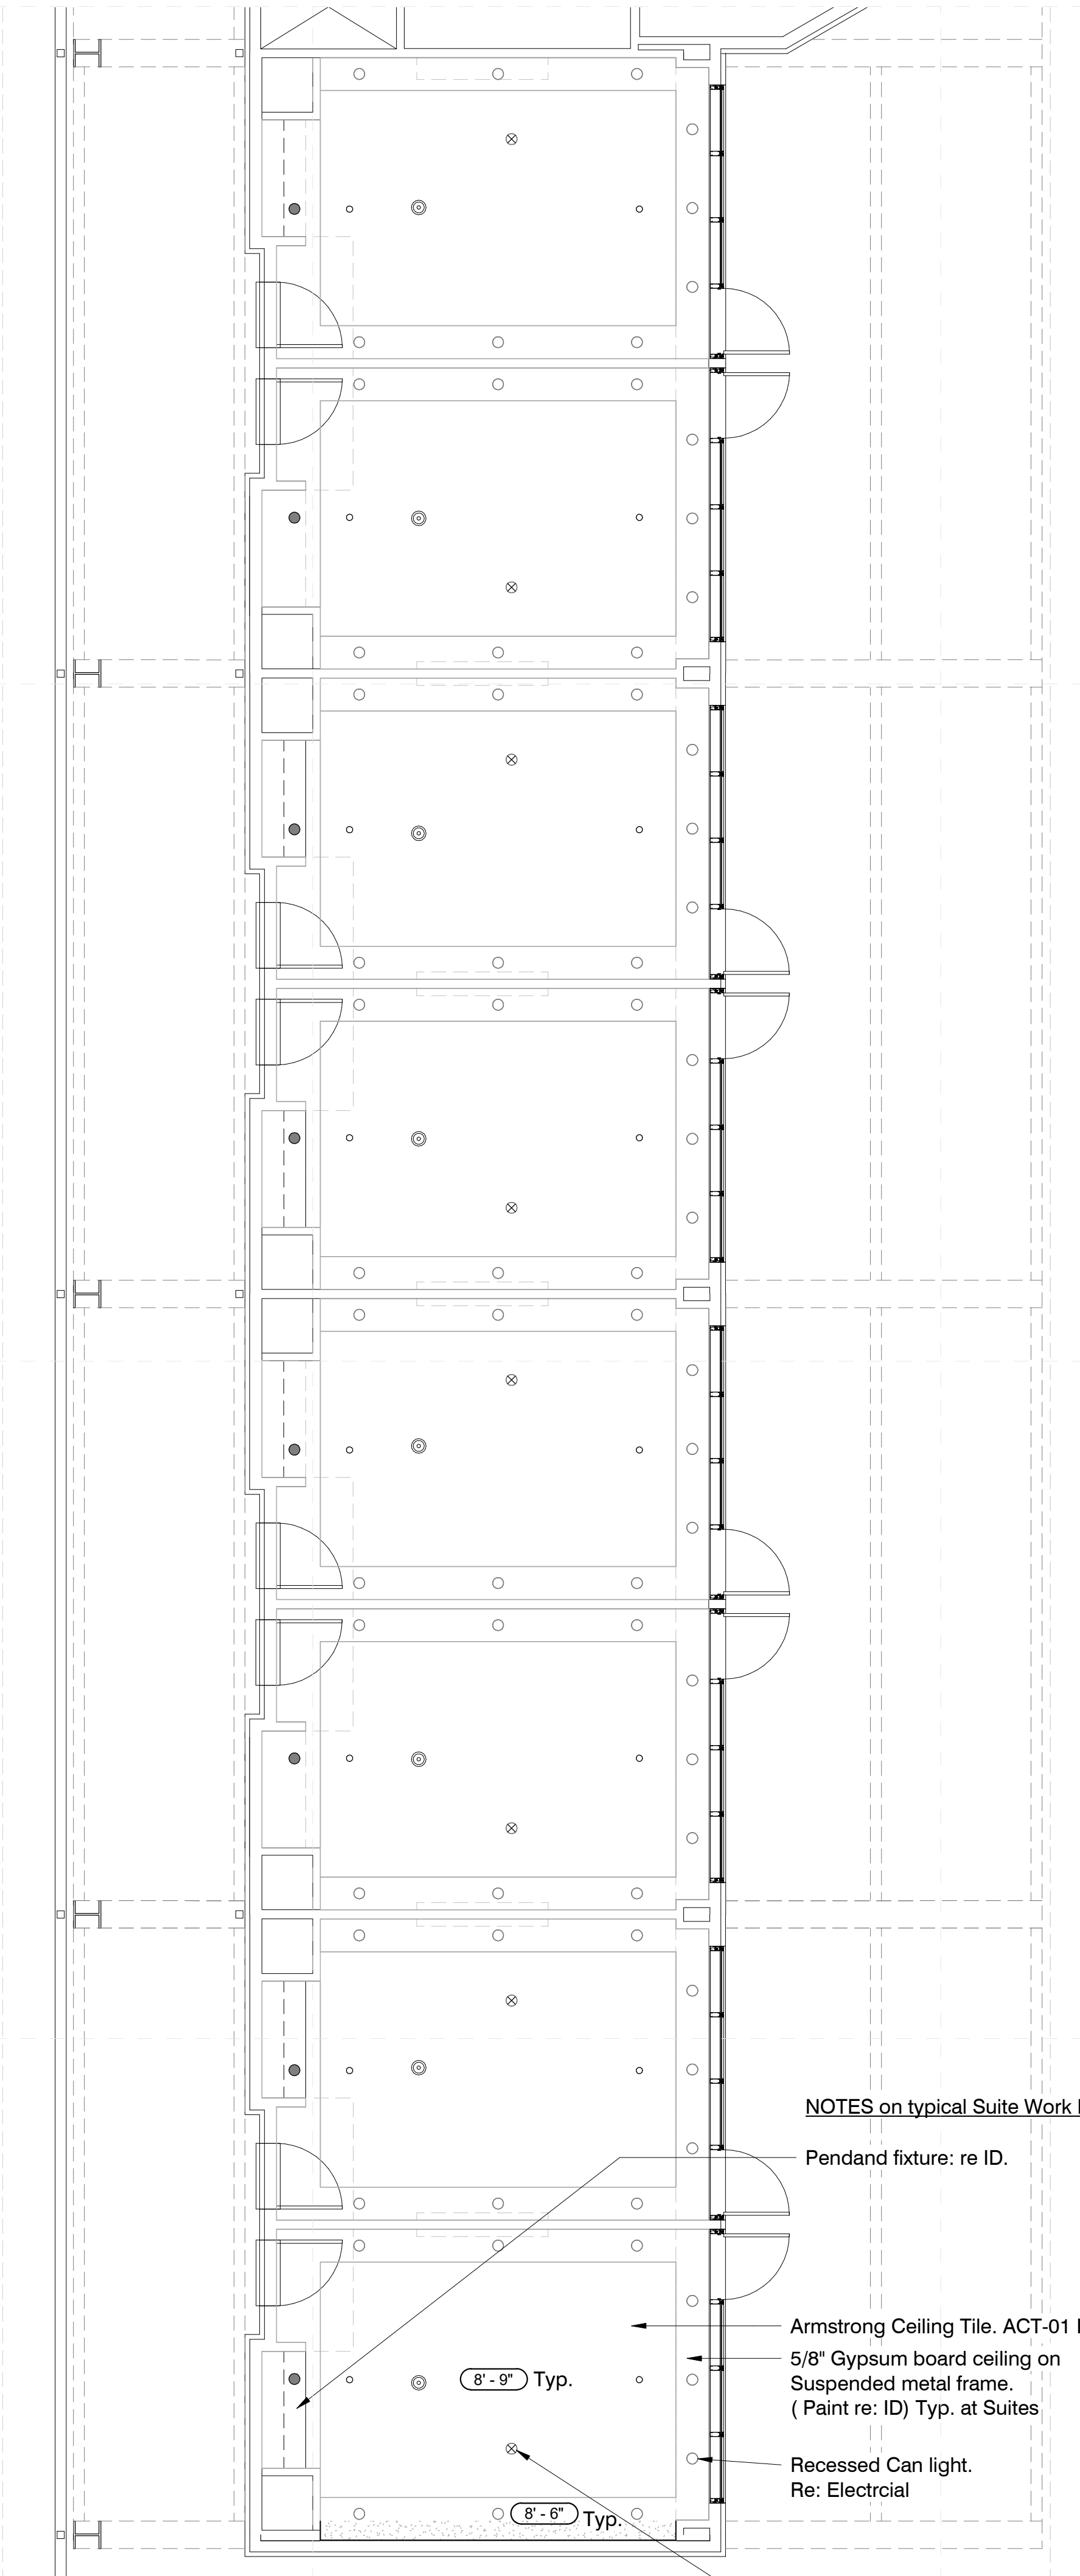 NOTES on typical Suite Work
Pendand fixture: re ID.
Armstrong Ceiling Tile. ACT-01
5/8" Gypsum board ceiling on
Suspended metal frame.
( Paint re: ID) Typ. at Suites
8' - 9" Typ.
Recessed Can light.
Re: Electrcial
8' - 6" Typ.